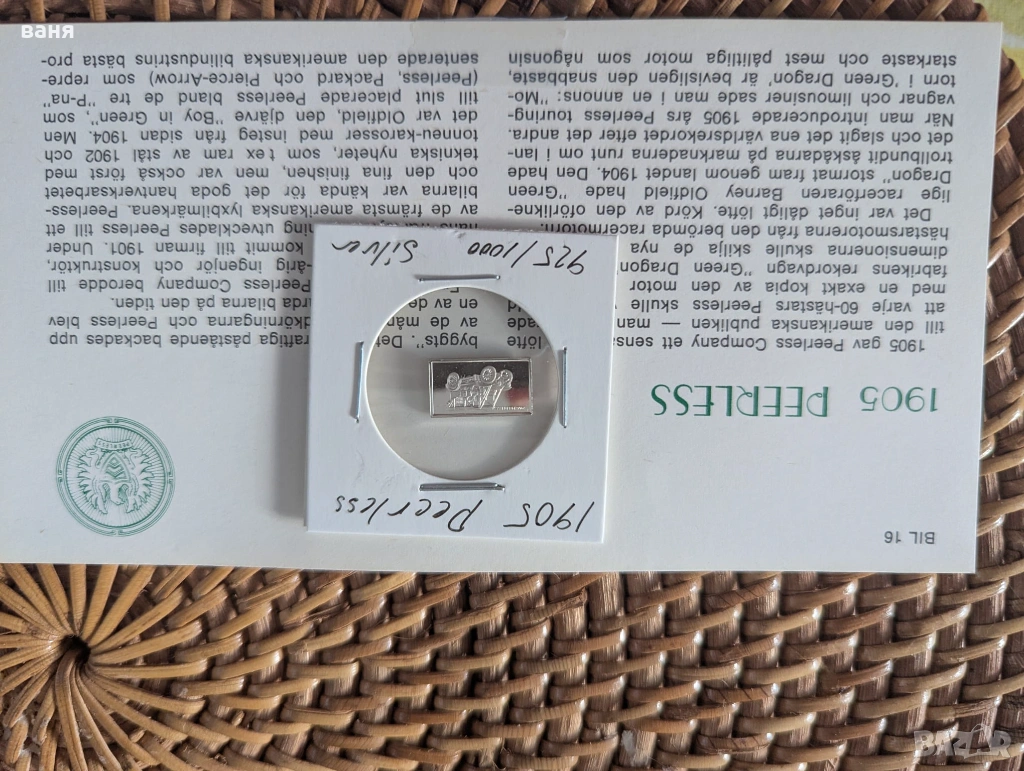 ваня
BIL 16
1905 PEERLESS
1905 gav Peerless Company ett löfte
till den amerikanska publiken — man
att varje 60-hästars Peerless skulle
med en exakt kopia av den motor
fabrikens rekordvagn "Green Dragon
dimensionerna skulle skilja de nya
hästarsmotorerna från den berömda racermotorn.
Det var inget dåligt löfte. Körd av den oförlikne-
lige racerföraren Barney Oldfield hade "Green
Dragon" stormat fram genom landet 1904. Den hade
trollbundit åskådarna på marknaderna runt om i lan-
det och slagit det ena världsrekordet efter det andra.
När man introducerade 1905 års Peerless touring-
vagnar och limousiner sade man i en annons: "Mo-
torn i 'Green Dragon' är bevisligen den snabbaste,
starkaste och mest pålitliga motor som någonsin
byggts". Det påstående backades upp
av de och Peerless blev
en av de bilarna på den tiden.
Peerless Company berodde till
-årig ingenjör och konstruktör,
kommit till firman 1901. Under
utvecklades Peerless till ett
av de främsta amerikanska lyxbilmärkena. Peerless-
bilarna var kända för det goda hantverksarbetet
och den fina finishen, men var också först med
tekniska nyheter, som t ex ram av stål 1902 och
tonneu-karosser med insteg från sidan 1904. Men
det var Oldfield, den djärve "Boy in Green", som
till slut placerade Peerless bland de tre "P-na"
(Peerless, Packard och Pierce-Arrow) som repre-
senterade den amerikanska bilindustrins bästa pro-
1905 Peerless
925/1000 Silver
PEERLESS
BAZAR